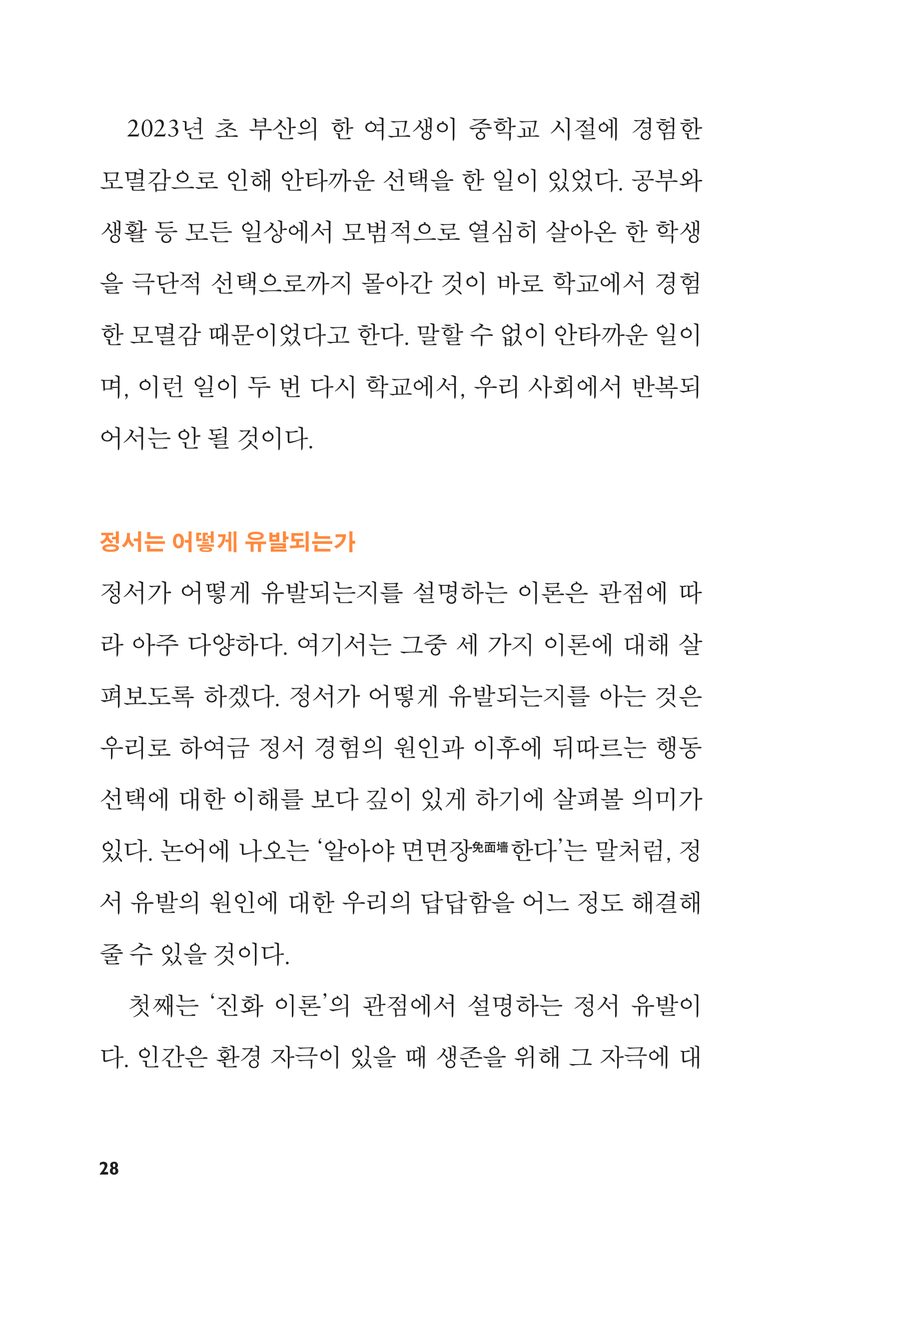 2023년 초 부산의 한 여고생이 중학교 시절에 경험한
모멸감으로 인해 안타까운 선택을 한 일이 있었다. 공부와
생활 등 모든 일상에서 모범적으로 열심히 살아온 한 학생
을 극단적 선택으로까지 몰아간 것이 바로 학교에서 경험
한 모멸감 때문이었다고 한다. 말할 수 없이 안타까운 일이
며, 이런 일이 두 번 다시 학교에서, 우리 사회에서 반복되
어서는 안 될 것이다.
정서는 어떻게 유발되는가
정서가 어떻게 유발되는지를 설명하는 이론은 관점에 따
라 아주 다양하다. 여기서는 그중 세 가지 이론에 대해 살
펴보도록 하겠다. 정서가 어떻게 유발되는지를 아는 것은
우리로 하여금 정서 경험의 원인과 이후에 뒤따르는 행동
선택에 대한 이해를 보다 깊이 있게 하기에 살펴볼 의미가
있다. 논어에 나오는 ‘알아야 면면장免面墻 한다’는 말처럼, 정
서 유발의 원인에 대한 우리의 답답함을 어느 정도 해결해
줄 수 있을 것이다.
첫째는 ‘진화 이론’의 관점에서 설명하는 정서 유발이
다. 인간은 환경 자극이 있을 때 생존을 위해 그 자극에 대
28